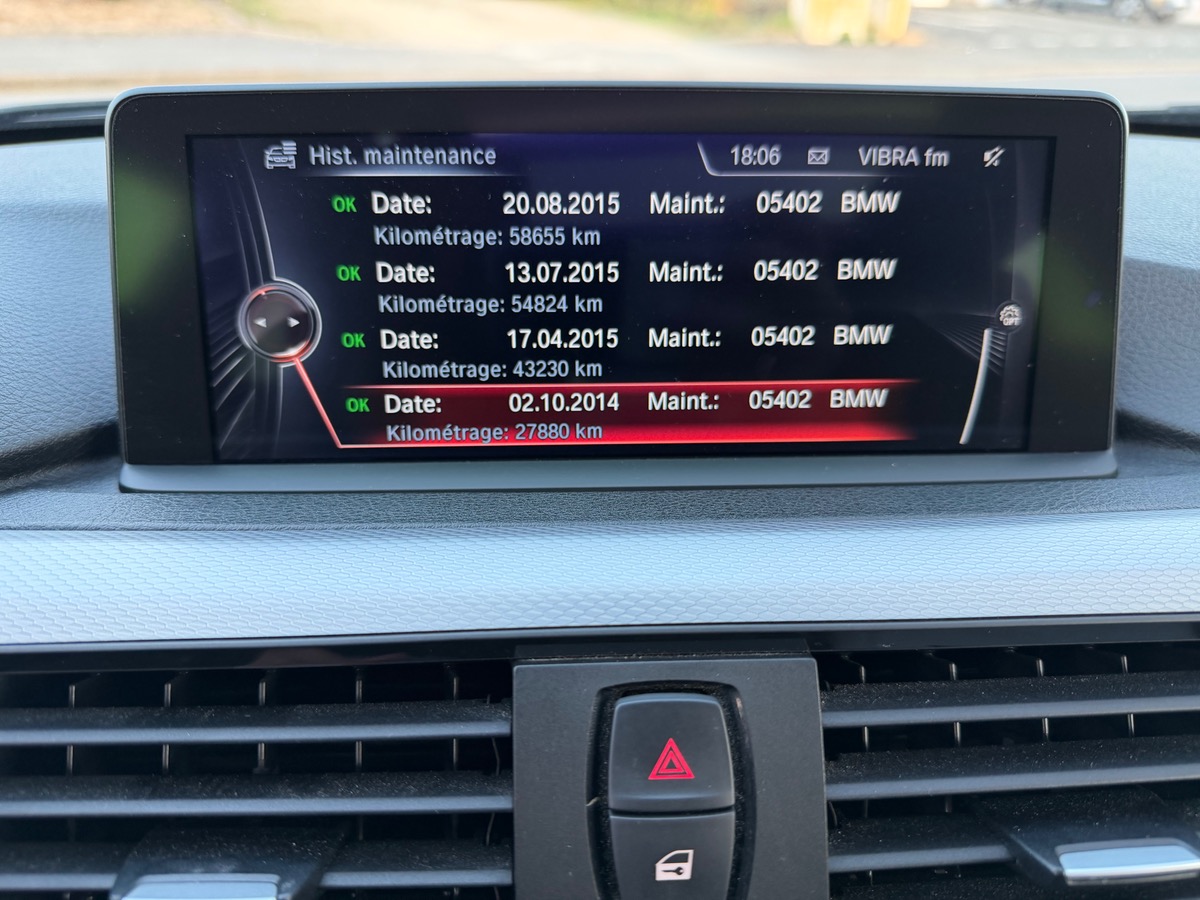 Hist. maintenance 18:06 VIBRA fm
OK Date: 20.08.2015 Maint.: 05402 BMW
Kilométrage: 58655 km
OK Date: 13.07.2015 Maint.: 05402 BMW
Kilométrage: 54824 km
OK Date: 17.04.2015 Maint.: 05402 BMW
Kilométrage: 43230 km
OK Date: 02.10.2014 Maint.: 05402 BMW
Kilométrage: 27880 km
OPT